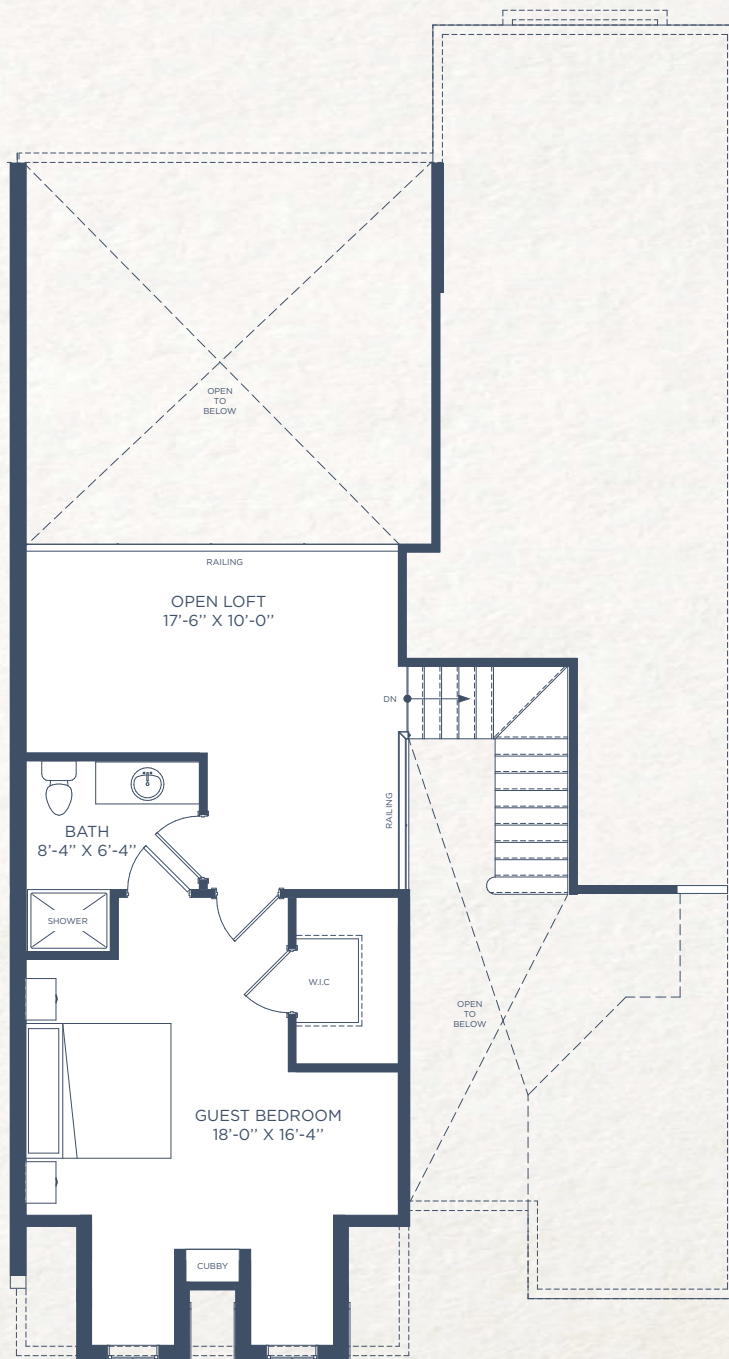 OPEN
TO
BELOW
RAILING
OPEN LOFT
17'-6'' X 10'-0''
DN
RAILING
BATH
8'-4'' X 6'-4''
SHOWER
W.I.C
OPEN
TO
BELOW
GUEST BEDROOM
18'-0'' X 16'-4''
CUBBY